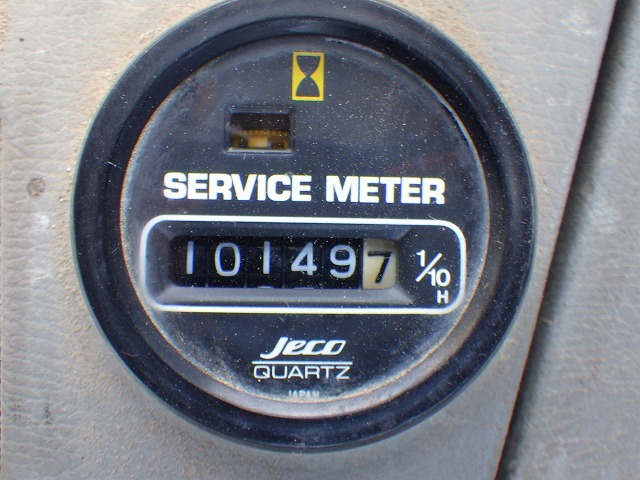 SERVICE METER
101497 1/10
H
Jeco
QUARTZ
JAPAN